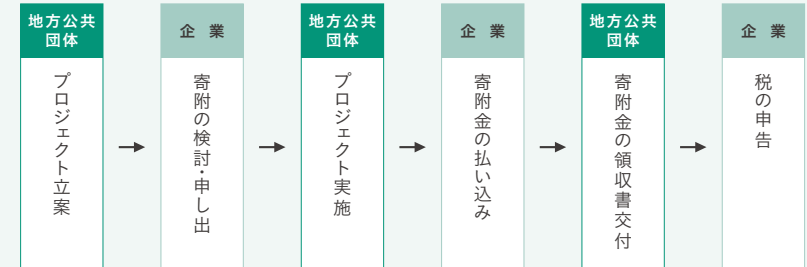 地方公共
団体
プロジェクト立案
企業
寄附の検討・申し出
地方公共
団体
プロジェクト実施
企業
寄附金の払い込み
地方公共
団体
寄附金の領収書交付
企業
税の申告